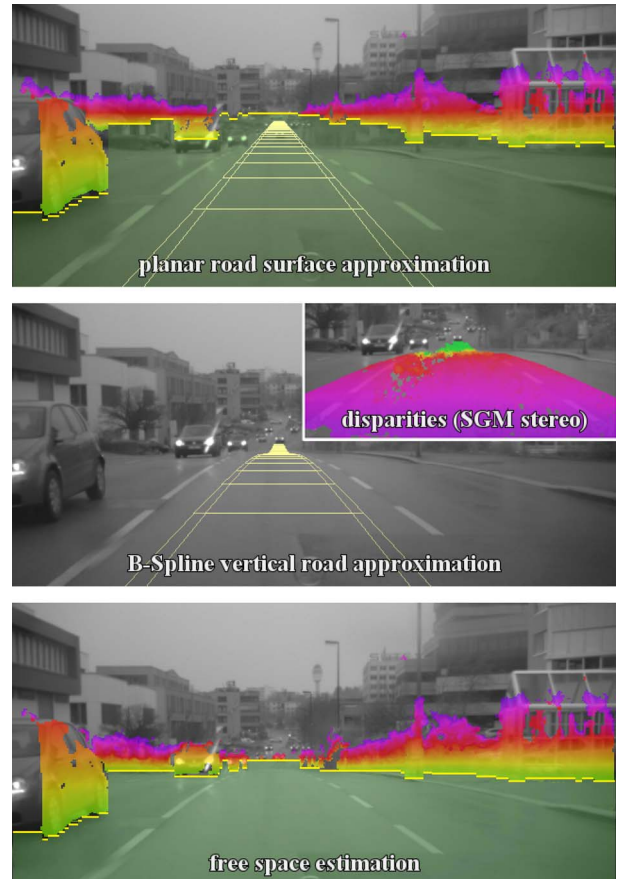 planar road surface approximation
disparities (SGM stereo)
B-Spline vertical road approximation
free space estimation